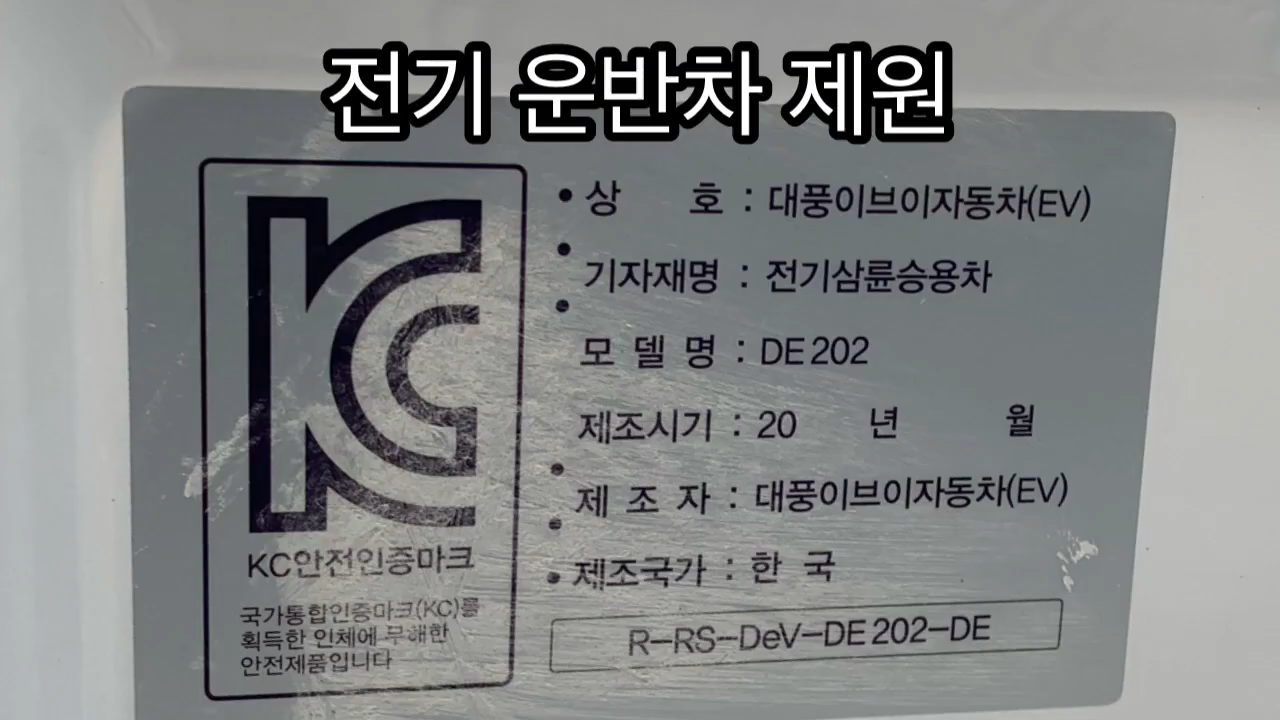 전기 운반차 제원
KC
KC안전인증마크
국가통합인증마크(KC)를
획득한 인체에 무해한
안전제품입니다
• 상 호 : 대풍이브이자동차(EV)
• 기자재명 : 전기삼륜승용차
• 모 델 명 : DE202
제조시기 : 20 년 월
• 제 조 자 : 대풍이브이자동차(EV)
• 제조국가 : 한 국
R-RS-DeV-DE202-DE